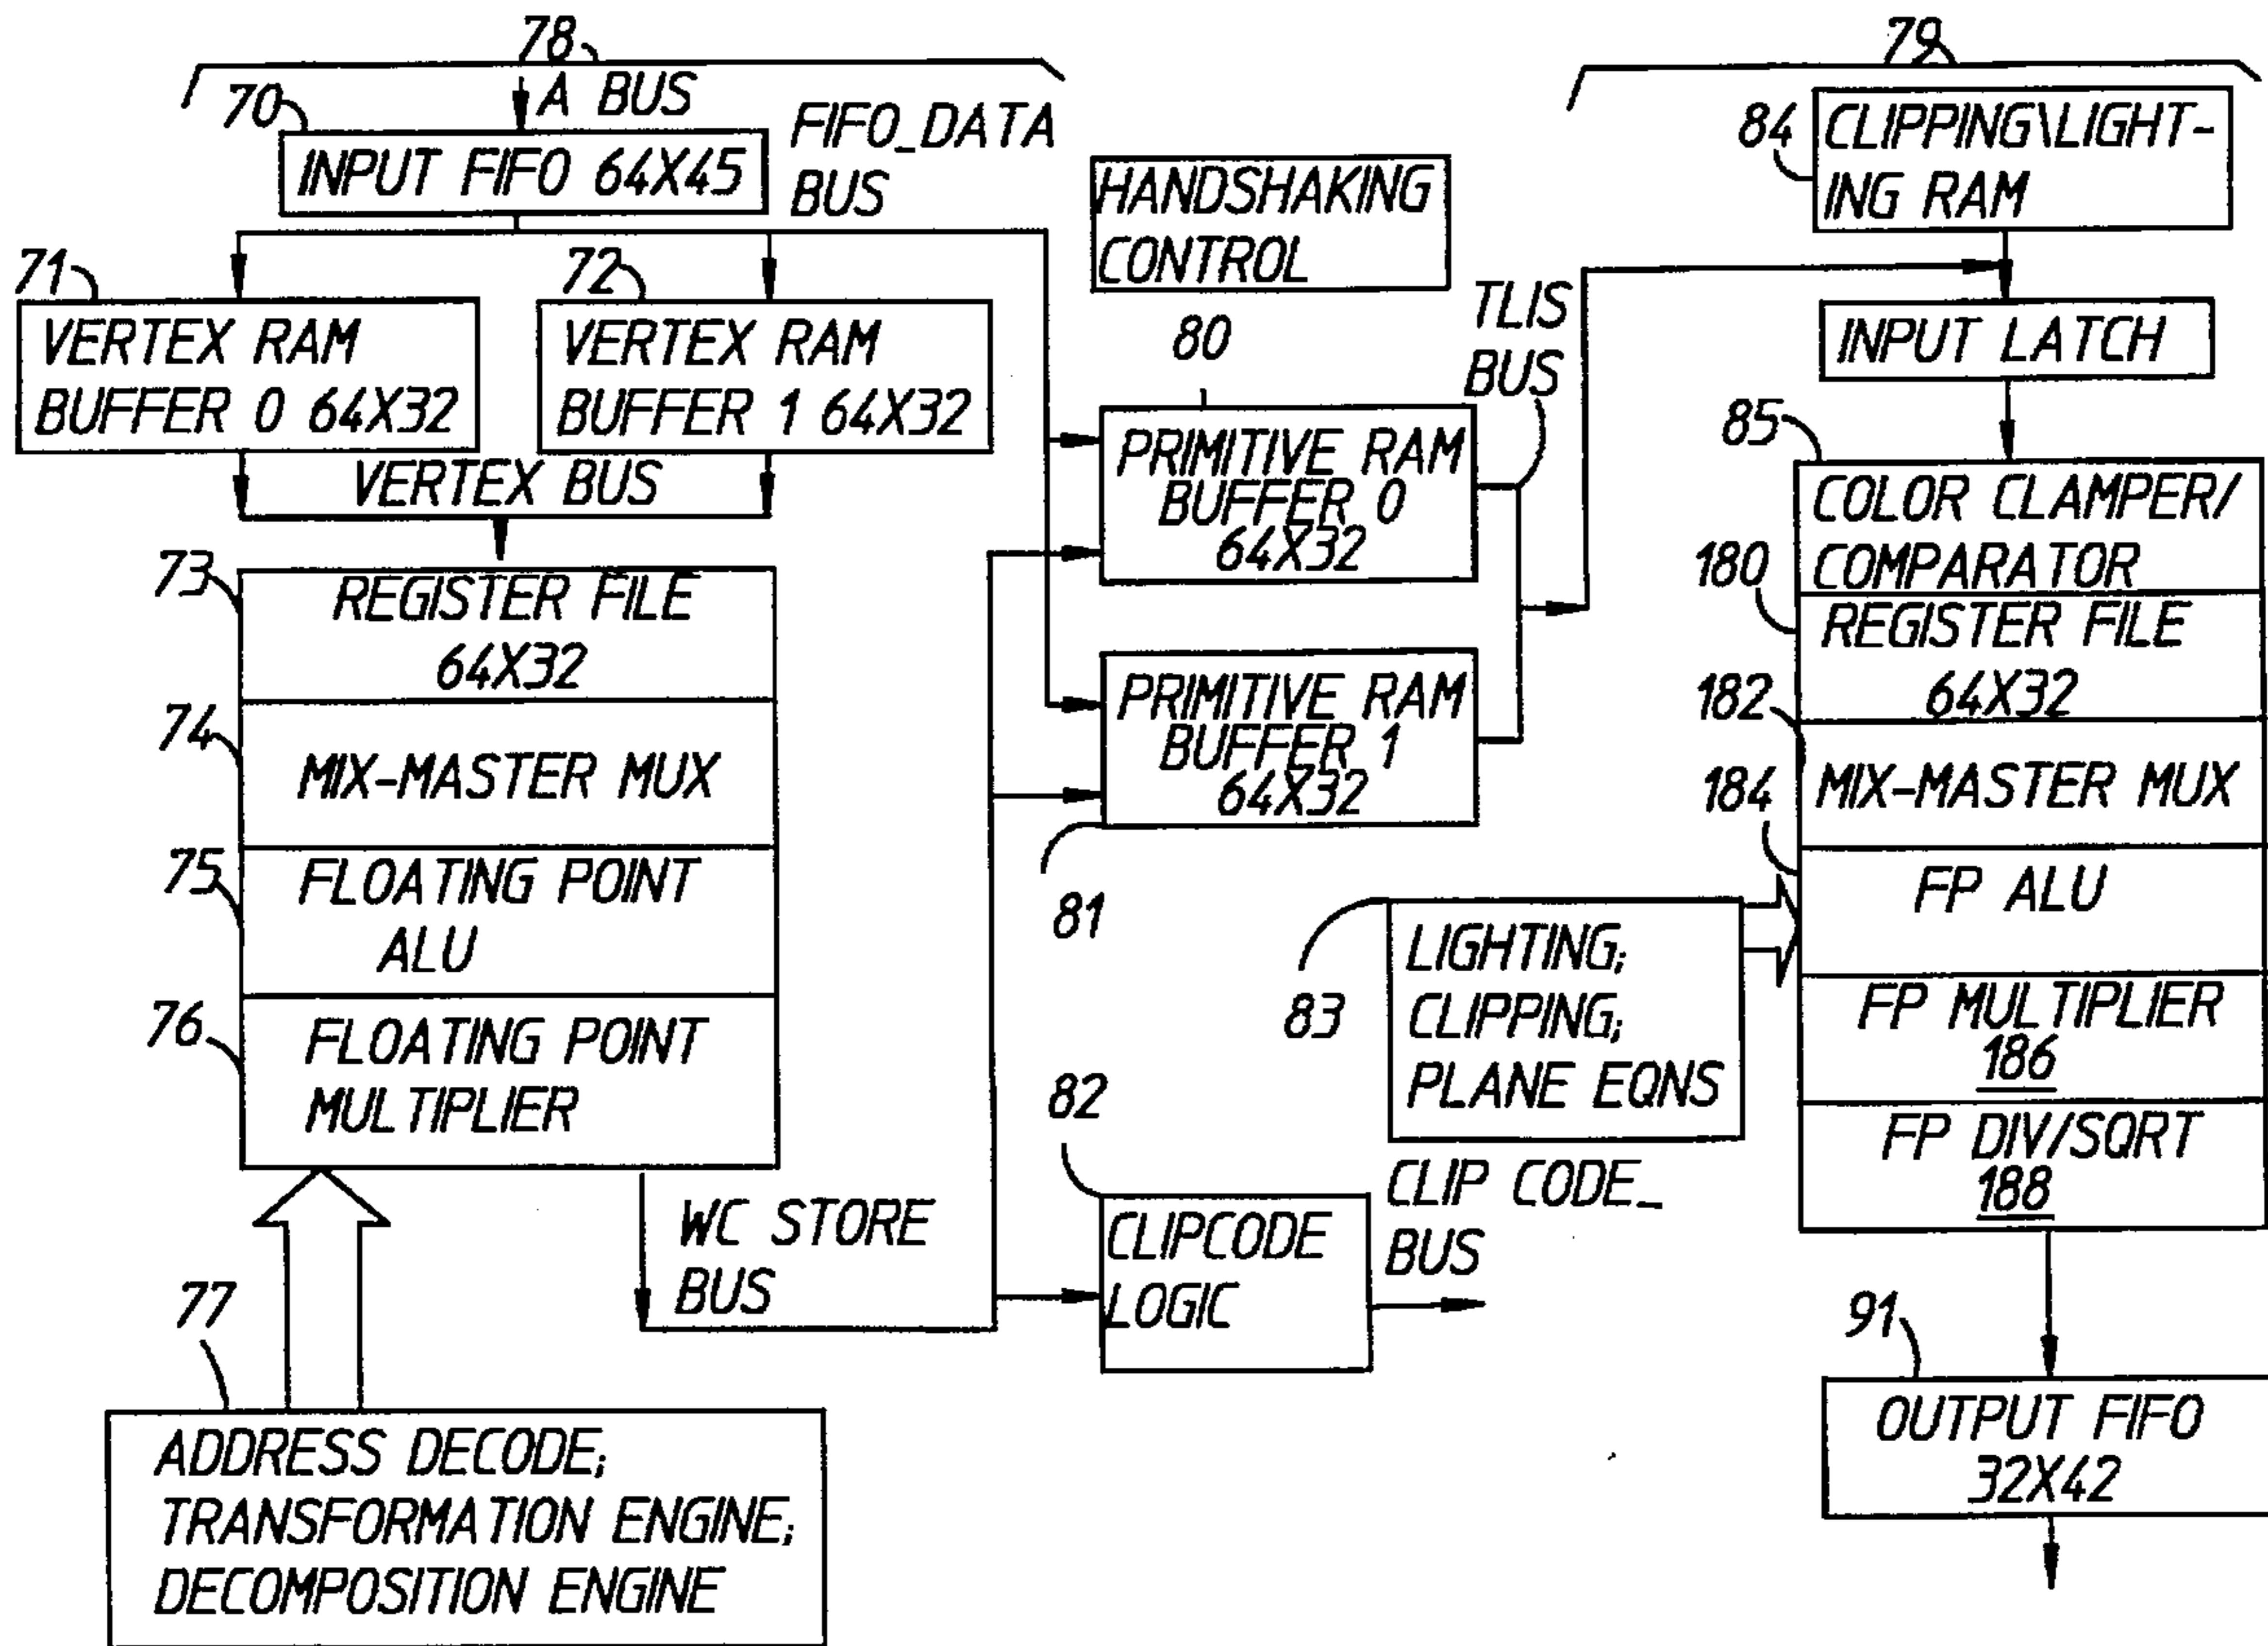 78
A BUS
70
INPUT FIFO 64X45
FIFO_DATA
BUS
71
VERTEX RAM
BUFFER 0 64X32
72
VERTEX RAM
BUFFER 1 64X32
VERTEX BUS
73
REGISTER FILE
64X32
74
MIX-MASTER MUX
75
FLOATING POINT
ALU
76
FLOATING POINT
MULTIPLIER
77
ADDRESS DECODE;
TRANSFORMATION ENGINE;
DECOMPOSITION ENGINE
WC STORE
BUS
HANDSHAKING
CONTROL
80
PRIMITIVE RAM
BUFFER 0
64X32
TLIS
BUS
PRIMITIVE RAM
BUFFER 1
64X32
81
82
CLIPCODE
LOGIC
CLIP CODE_
BUS
83
LIGHTING;
CLIPPING;
PLANE EQNS
79
84
CLIPPING\LIGHT-
ING RAM
INPUT LATCH
85
COLOR CLAMPER/
COMPARATOR
180
REGISTER FILE
64X32
182
MIX-MASTER MUX
184
FP ALU
FP MULTIPLIER
186
FP DIV/SQRT
188
91
OUTPUT FIFO
32X42